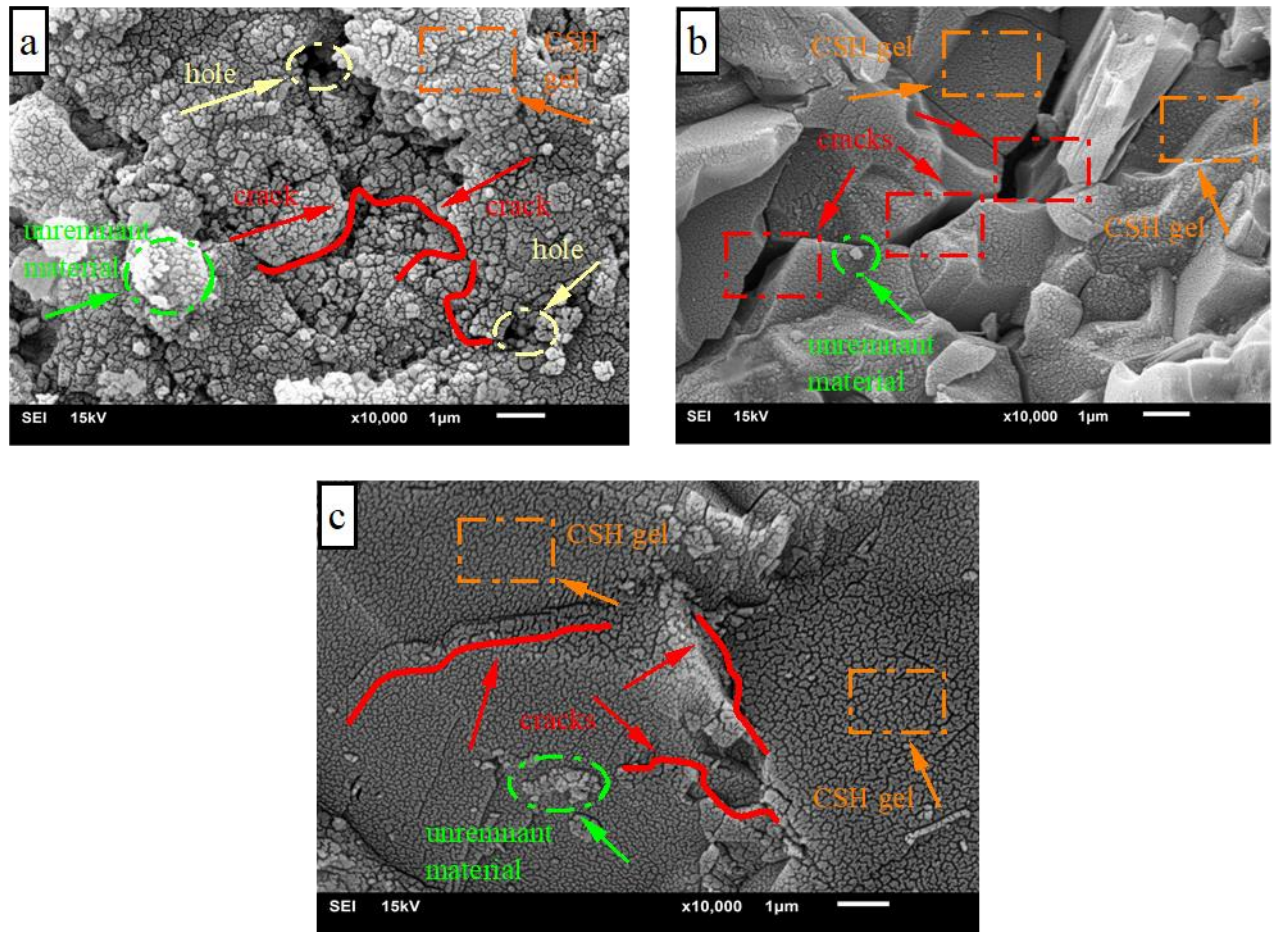 a
CSH
gel
hole
crack
crack
unremnant
material
hole
SEI 15kV x10,000 1µm
b
CSH gel
cracks
CSH gel
unremnant
material
SEI 15kV x10,000 1µm
c
CSH gel
cracks
CSH gel
unremnant
material
SEI 15kV x10,000 1µm